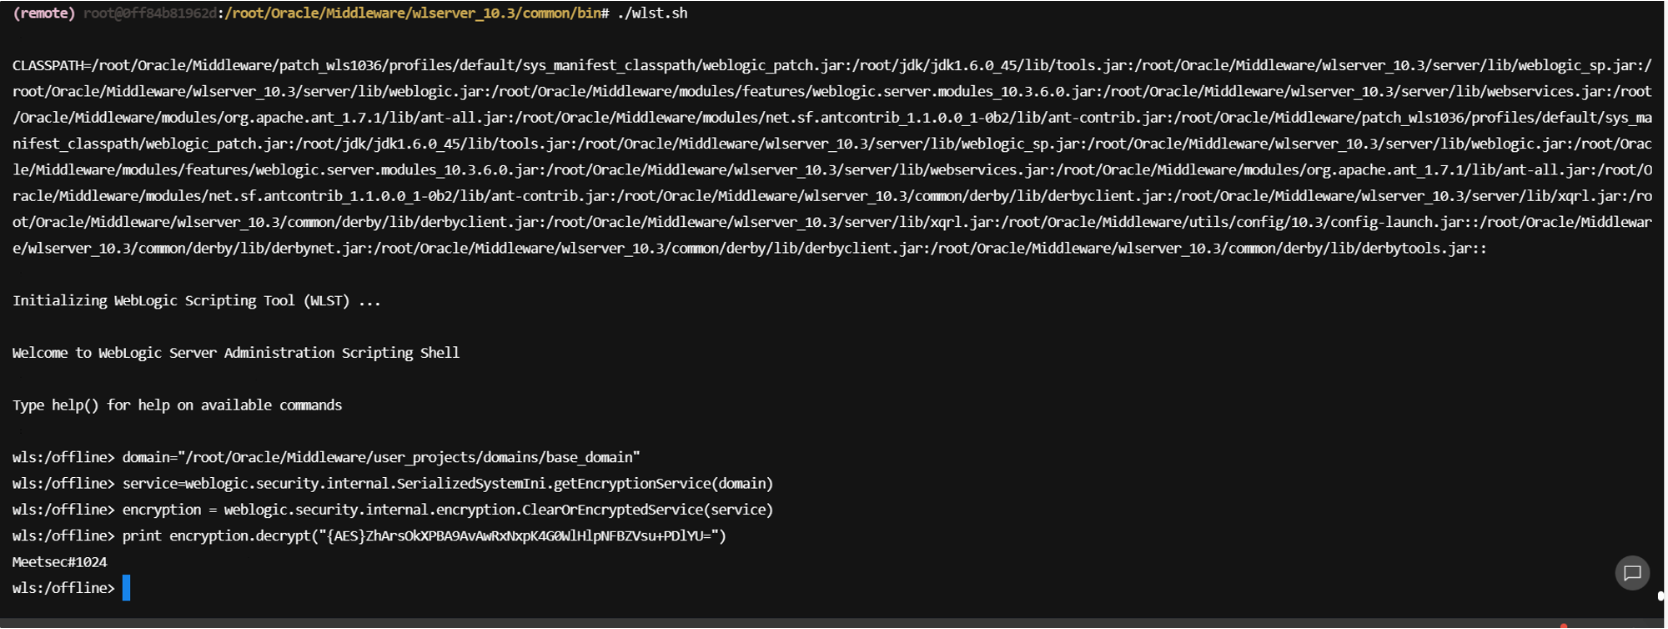 (remote) root@0ff84b81962d:/root/Oracle/Middleware/wlserver_10.3/common/bin# ./wlst.sh
CLASSPATH=/root/Oracle/Middleware/patch_wls1036/profiles/default/sys_manifest_classpath/weblogic_patch.jar:/root/jdk/jdk1.6.0_45/lib/tools.jar:/root/Oracle/Middleware/wlserver_10.3/server/lib/weblogic_sp.jar:/
root/Oracle/Middleware/wlserver_10.3/server/lib/weblogic.jar:/root/Oracle/Middleware/modules/features/weblogic.server.modules_10.3.6.0.jar:/root/Oracle/Middleware/wlserver_10.3/server/lib/webservices.jar:/root
/Oracle/Middleware/modules/org.apache.ant_1.7.1/lib/ant-all.jar:/root/Oracle/Middleware/modules/net.sf.antcontrib_1.1.0.0_1-0b2/lib/ant-contrib.jar:/root/Oracle/Middleware/patch_wls1036/profiles/default/sys_ma
nifest_classpath/weblogic_patch.jar:/root/jdk/jdk1.6.0_45/lib/tools.jar:/root/Oracle/Middleware/wlserver_10.3/server/lib/weblogic_sp.jar:/root/Oracle/Middleware/wlserver_10.3/server/lib/weblogic.jar:/root/Orac
le/Middleware/modules/features/weblogic.server.modules_10.3.6.0.jar:/root/Oracle/Middleware/wlserver_10.3/server/lib/webservices.jar:/root/Oracle/Middleware/modules/org.apache.ant_1.7.1/lib/ant-all.jar:/root/O
racle/Middleware/modules/net.sf.antcontrib_1.1.0.0_1-0b2/lib/ant-contrib.jar:/root/Oracle/Middleware/wlserver_10.3/common/derby/lib/derbyclient.jar:/root/Oracle/Middleware/wlserver_10.3/server/lib/xqrl.jar:/ro
ot/Oracle/Middleware/wlserver_10.3/common/derby/lib/derbyclient.jar:/root/Oracle/Middleware/wlserver_10.3/server/lib/xqrl.jar:/root/Oracle/Middleware/utils/config/10.3/config-launch.jar::/root/Oracle/Middlewar
e/wlserver_10.3/common/derby/lib/derbynet.jar:/root/Oracle/Middleware/wlserver_10.3/common/derby/lib/derbyclient.jar:/root/Oracle/Middleware/wlserver_10.3/common/derby/lib/derbytools.jar::
Initializing WebLogic Scripting Tool (WLST) ...
Welcome to WebLogic Server Administration Scripting Shell
Type help() for help on available commands
wls:/offline> domain="/root/Oracle/Middleware/user_projects/domains/base_domain"
wls:/offline> service=weblogic.security.internal.SerializedSystemIni.getEncryptionService(domain)
wls:/offline> encryption = weblogic.security.internal.encryption.ClearOrEncryptedService(service)
wls:/offline> print encryption.decrypt("{AES}ZhArsOkXPBA9AvAwRxNxpK4G0WlHlpNFBZVsu+PDlYU=")
Meetsec#1024
wls:/offline>